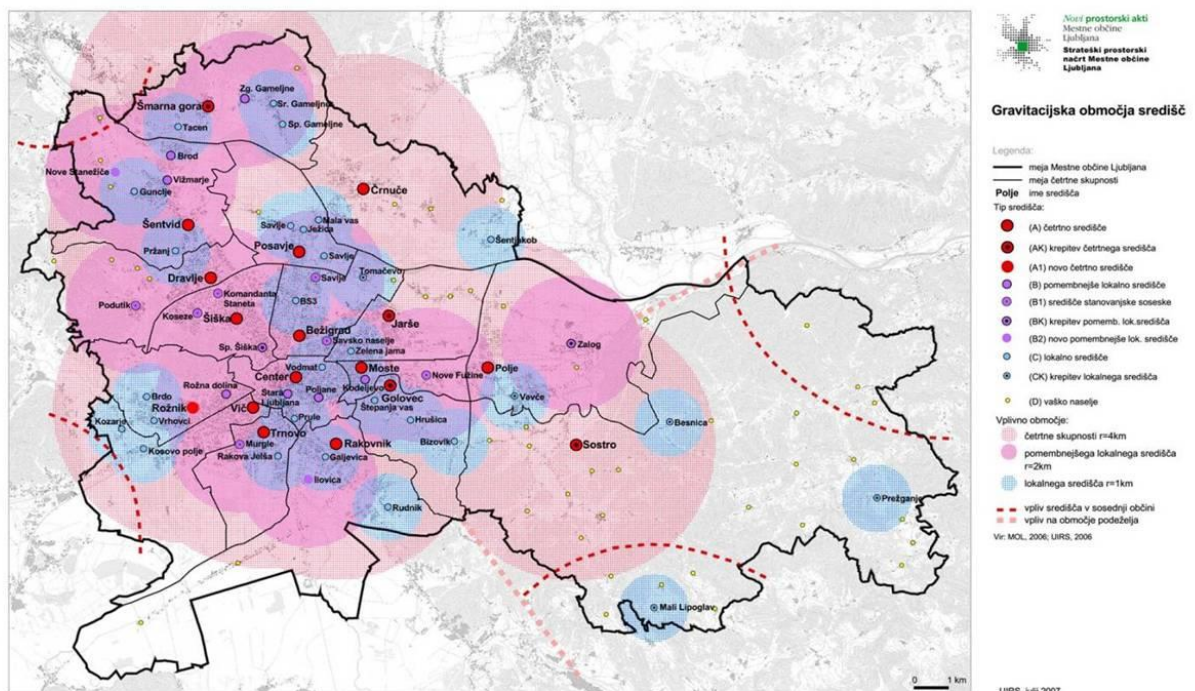 Novi prostorski akti
Mestne občine
Ljubljana
Strateški prostorski
načrt Mestne občine
Ljubljana
Gravitacijska območja središč
Legenda:
meja Mestne občine Ljubljana
meja četrtne skupnosti
Polje ime središča
Tip središča:
(A) četrtno središče
(AK) krepitev četrtnega središča
(A1) novo četrtno središče
(B) pomembnejše lokalno središče
(B1) središče stanovanjske soseske
(BK) krepitev pomemb. lok.središča
(B2) novo pomembnejše lok. središče
(C) lokalno središče
(CK) krepitev lokalnega središča
(D) vaško naselje
Vplivno območje:
četrtne skupnosti r=4km
pomembnejšega lokalnega središča
r=2km
lokalnega središča r=1km
vpliv središča v sosednji občini
vpliv na območje podeželja
Vir: MOL, 2006; UIRS, 2006
Zg. Gameljne
Šmarna gora
Sr. Gameljne
Tacen
Sp. Gameljne
Brod
Nove Stanežiče
Vižmarje
Gunclje
Črnuče
Šentvid
Mala vas
Savlje
Ježica
Šentjakob
Pržanj
Posavje
Savlje
Dravlje
Savlje
Tomačevo
Komandanta
Staneta
BS3
Podutik
Koseze
Šiška
Jarše
Bežigrad
Savsko naselje
Sp. Šiška
Zelena jama
Zalog
Vodmat
Moste
Polje
Center
Kodeljevo
Nove Fužine
Rožna dolina
Stara
Ljubljana
Poljane
Golovec
Brdo
Štepanja vas
Vevče
Rožnik
Vič
Vrhovci
Prule
Hrušica
Besnica
Kozarje
Trnovo
Kosovo polje
Murgle
Rakovnik
Bizovik
Sostro
Rakova Jelša
Galjevica
Ilovica
Rudnik
Prežganje
Mali Lipoglav
0 1 km
UIRS, julij 2007